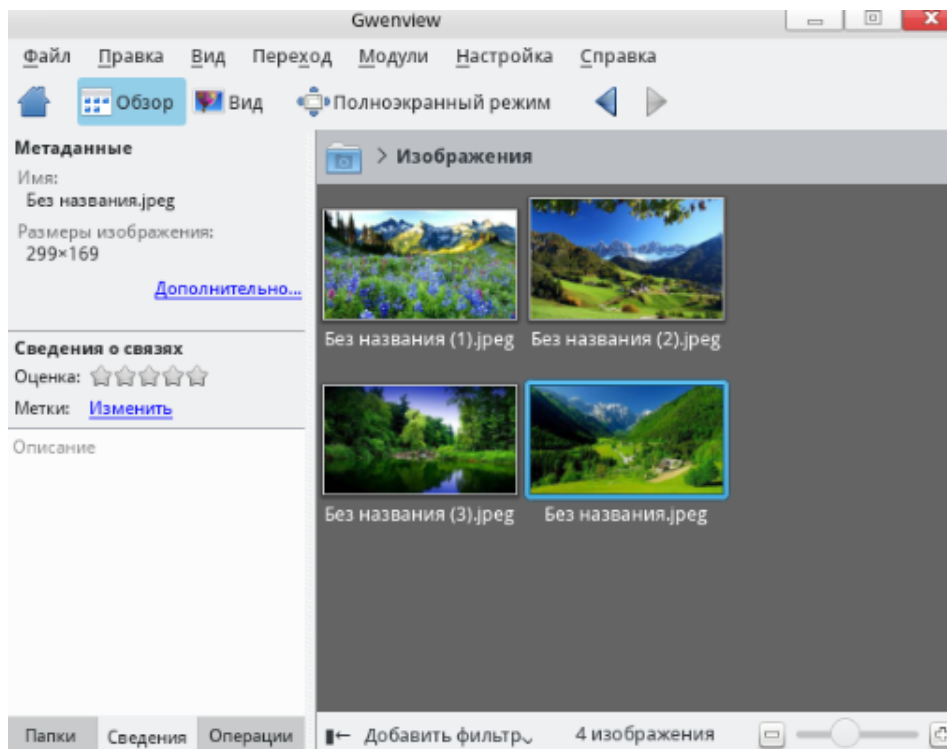 Gwenview
Файл Правка Вид Переход Модули Настройка Справка
Обзор Вид Полноэкранный режим
Метаданные
Имя:
Без названия.jpeg
Размеры изображения:
299×169
Дополнительно...
Сведения о связях
Оценка:
Метки: Изменить
Описание
> Изображения
Без названия (1).jpeg Без названия (2).jpeg
Без названия (3).jpeg Без названия.jpeg
Папки Сведения Операции
Добавить фильтр 4 изображения